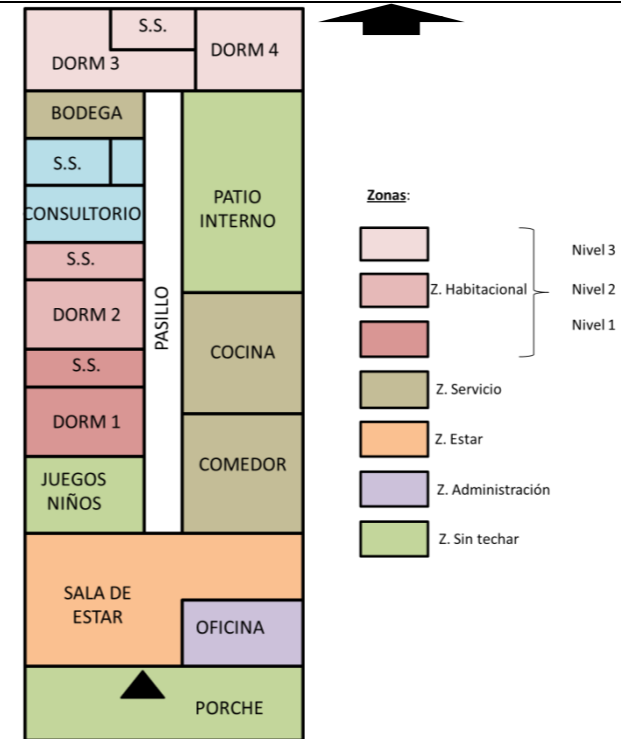 S.S.
DORM 3
DORM 4
BODEGA
S.S.
CONSULTORIO
S.S.
DORM 2
S.S.
DORM 1
JUEGOS
NIÑOS
PASILLO
PATIO
INTERNO
COCINA
COMEDOR
SALA DE
ESTAR
OFICINA
PORCHE
Zonas:
Nivel 3
Z. Habitacional
Nivel 2
Nivel 1
Z. Servicio
Z. Estar
Z. Administración
Z. Sin techar